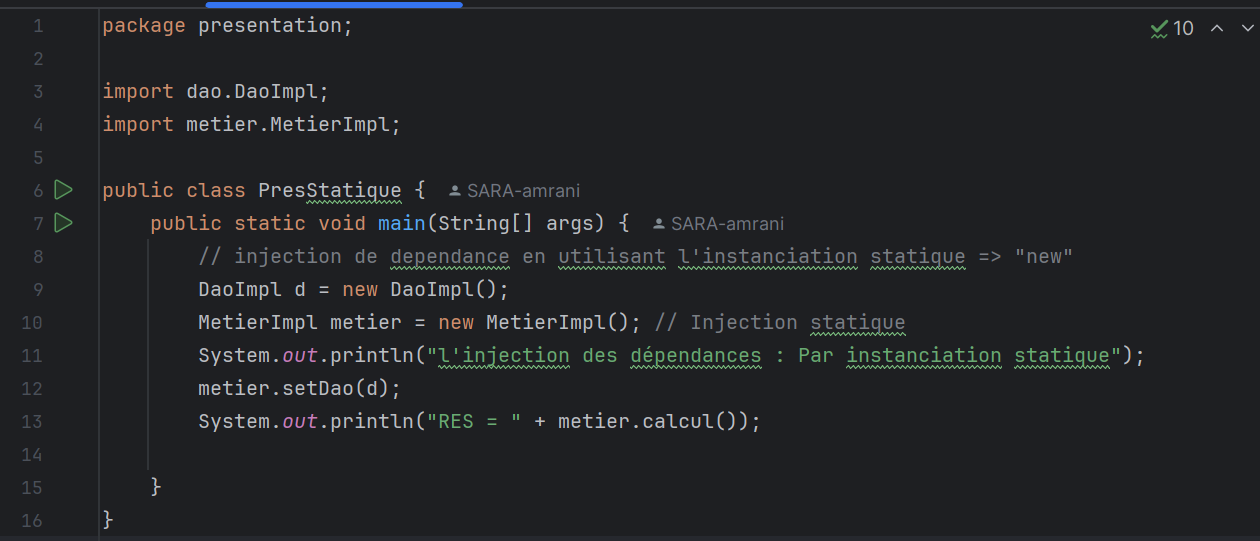 10
1 package presentation;
2
3 import dao.DaoImpl;
4 import metier.MetierImpl;
5
6 public class PresStatique { SARA-amrani
7 public static void main(String[] args) { SARA-amrani
8 // injection de dependance en utilisant l'instanciation statique => "new"
9 DaoImpl d = new DaoImpl();
10 MetierImpl metier = new MetierImpl(); // Injection statique
11 System.out.println("l'injection des dépendances : Par instanciation statique");
12 metier.setDao(d);
13 System.out.println("RES = " + metier.calcul());
14
15 }
16 }